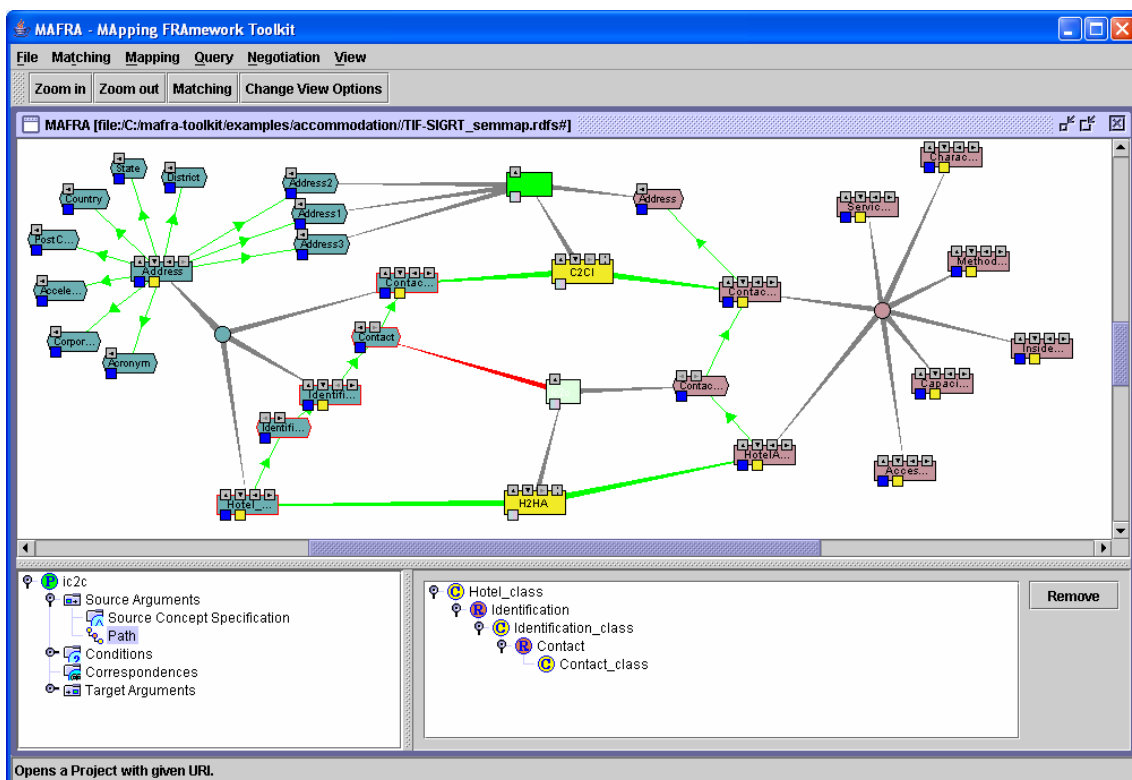 MAFRA - MApping FRAmework Toolkit
File Matching Mapping Query Negotiation View
Zoom in Zoom out Matching Change View Options
MAFRA [file:/C:/mafra-toolkit/examples/accommodation//TIF-SIGRT_semmap.rdfs#]
Charac...
State
District
Address2
Country
Address
Servic...
Address1
PostC...
Address3
Method...
Address
C2CI
Contac...
Contac...
Accele...
Contact
Corpor...
Inside...
Acronym
Contac...
Capaci...
Identifi...
Identifi...
HotelA...
Acces...
Hotel_...
H2HA
P ic2c
Source Arguments
Source Concept Specification
Path
Conditions
Correspondences
Target Arguments
C Hotel_class
R Identification
C Identification_class
R Contact
C Contact_class
Remove
Opens a Project with given URI.